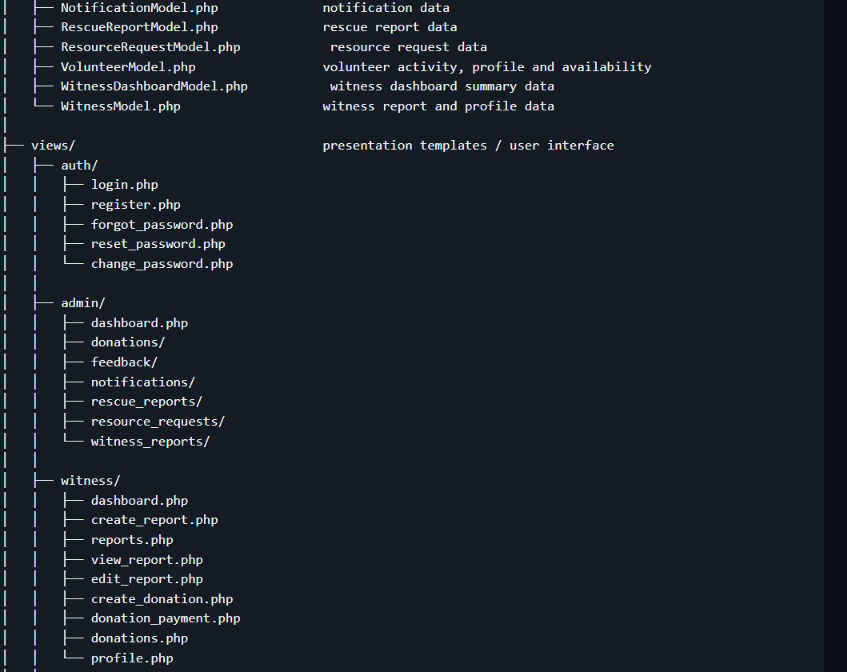 │   ├── NotificationModel.php              notification data
│   ├── RescueReportModel.php              rescue report data
│   ├── ResourceRequestModel.php            resource request data
│   ├── VolunteerModel.php                 volunteer activity, profile and availability
│   ├── WitnessDashboardModel.php           witness dashboard summary data
│   └── WitnessModel.php                   witness report and profile data
│
├── views/                                 presentation templates / user interface
│   ├── auth/
│   │   ├── login.php
│   │   ├── register.php
│   │   ├── forgot_password.php
│   │   ├── reset_password.php
│   │   └── change_password.php
│   │
│   ├── admin/
│   │   ├── dashboard.php
│   │   ├── donations/
│   │   ├── feedback/
│   │   ├── notifications/
│   │   ├── rescue_reports/
│   │   ├── resource_requests/
│   │   └── witness_reports/
│   │
│   ├── witness/
│   │   ├── dashboard.php
│   │   ├── create_report.php
│   │   ├── reports.php
│   │   ├── view_report.php
│   │   ├── edit_report.php
│   │   ├── create_donation.php
│   │   ├── donation_payment.php
│   │   ├── donations.php
│   │   └── profile.php